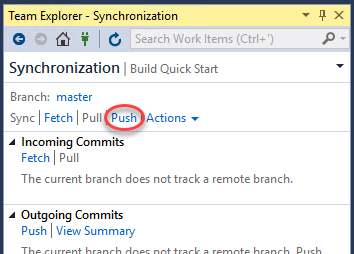 Team Explorer - Synchronization
Search Work Items (Ctrl+')
Synchronization | Build Quick Start
Branch: master
Sync | Fetch | Pull | Push | Actions
Incoming Commits
Fetch | Pull
The current branch does not track a remote branch.
Outgoing Commits
Push | View Summary
The current branch does not track a remote branch. Push